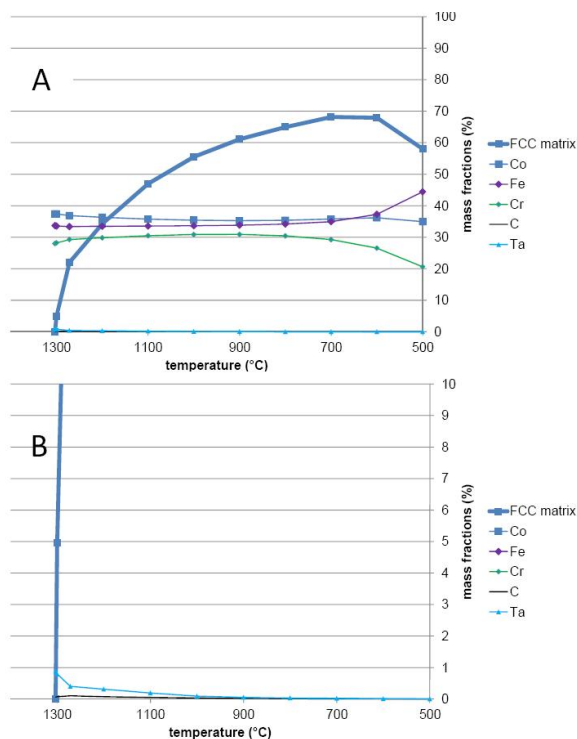 A
100
90
80
70
60
50
40
30
20
10
0
mass fractions (%)
1300 1100 900 700 500
temperature (°C)
FCC matrix
Co
Fe
Cr
C
Ta
B
10
9
8
7
6
5
4
3
2
1
0
mass fractions (%)
1300 1100 900 700 500
temperature (°C)
FCC matrix
Co
Fe
Cr
C
Ta